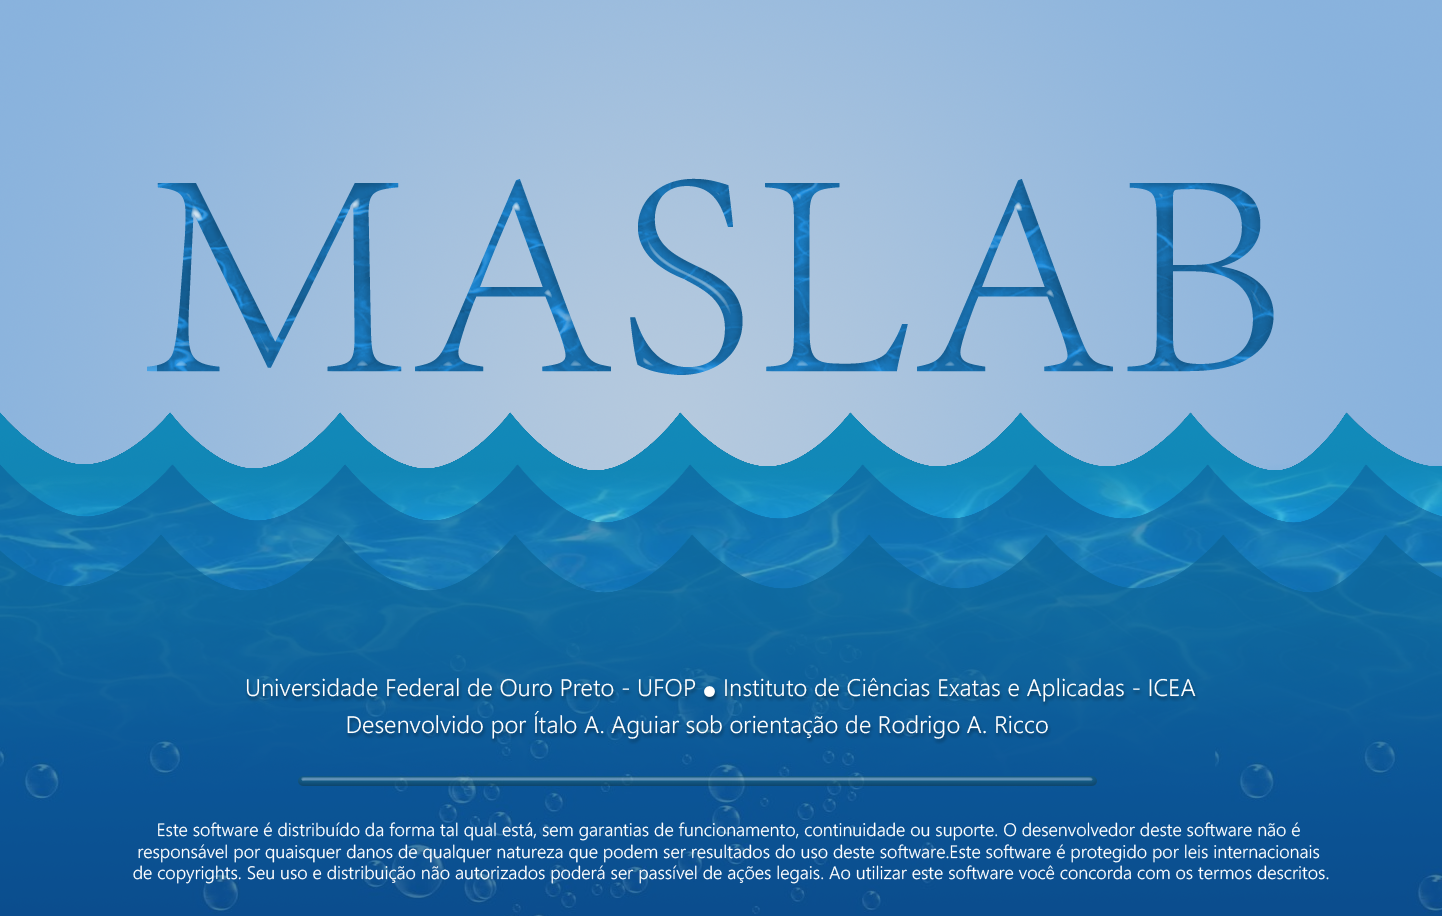 MASLAB
Universidade Federal de Ouro Preto - UFOP ● Instituto de Ciências Exatas e Aplicadas - ICEA
Desenvolvido por Ítalo A. Aguiar sob orientação de Rodrigo A. Ricco
Este software é distribuído da forma tal qual está, sem garantias de funcionamento, continuidade ou suporte. O desenvolvedor deste software não é
responsável por quaisquer danos de qualquer natureza que podem ser resultados do uso deste software.Este software é protegido por leis internacionais
de copyrights. Seu uso e distribuição não autorizados poderá ser passível de ações legais. Ao utilizar este software você concorda com os termos descritos.